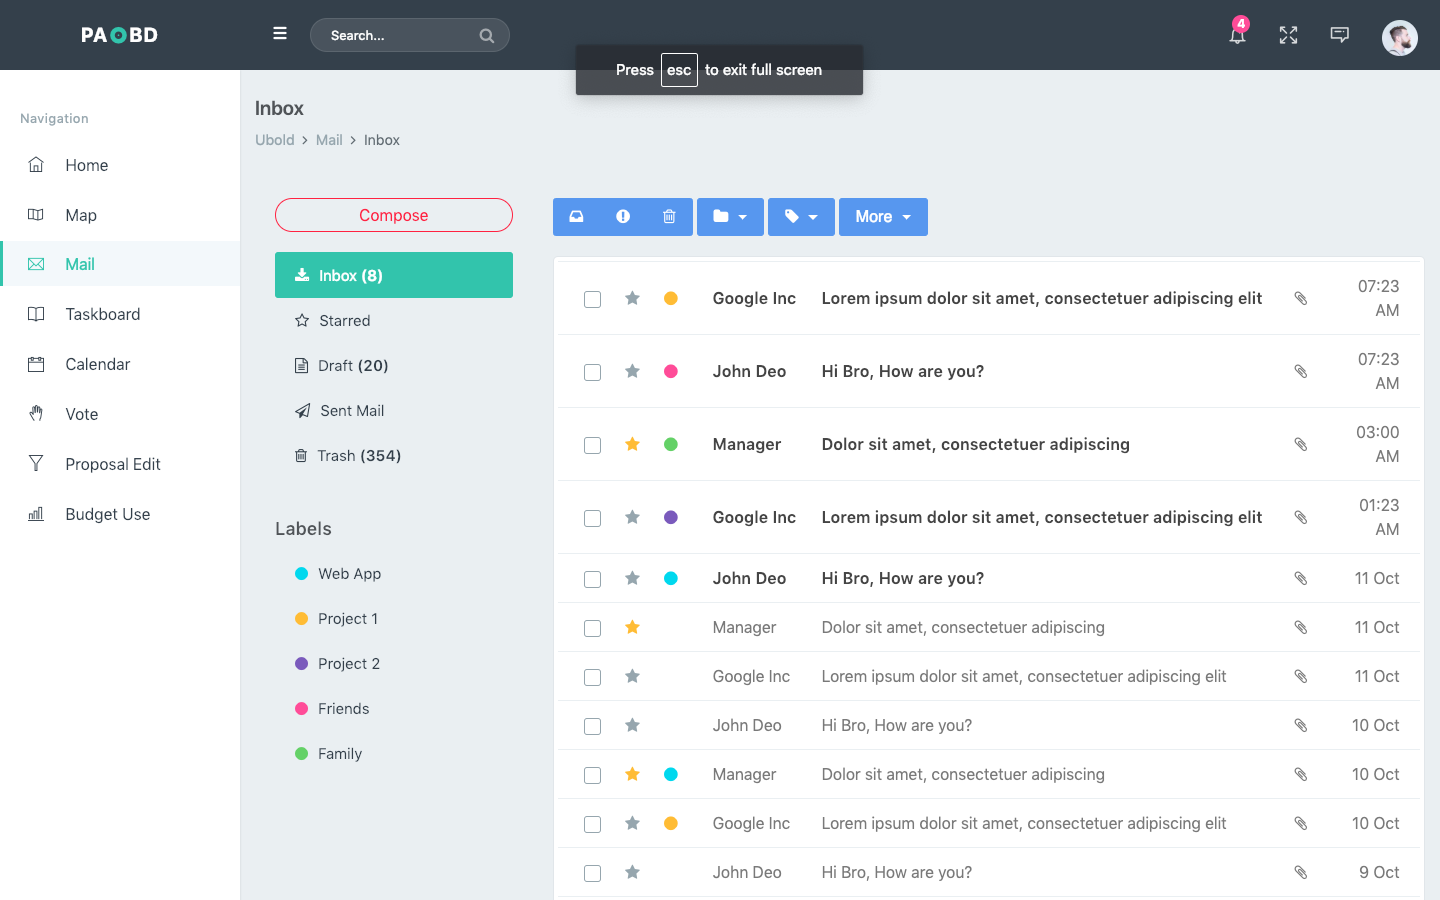 PAOBD
Search...
4
Press esc to exit full screen
Navigation
Home
Map
Mail
Taskboard
Calendar
Vote
Proposal Edit
Budget Use
Inbox
Ubold > Mail > Inbox
Compose
Inbox (8)
Starred
Draft (20)
Sent Mail
Trash (354)
Labels
Web App
Project 1
Project 2
Friends
Family
More
Google Inc Lorem ipsum dolor sit amet, consectetuer adipiscing elit 07:23
AM
John Deo Hi Bro, How are you? 07:23
AM
Manager Dolor sit amet, consectetuer adipiscing 03:00
AM
Google Inc Lorem ipsum dolor sit amet, consectetuer adipiscing elit 01:23
AM
John Deo Hi Bro, How are you? 11 Oct
Manager Dolor sit amet, consectetuer adipiscing 11 Oct
Google Inc Lorem ipsum dolor sit amet, consectetuer adipiscing elit 11 Oct
John Deo Hi Bro, How are you? 10 Oct
Manager Dolor sit amet, consectetuer adipiscing 10 Oct
Google Inc Lorem ipsum dolor sit amet, consectetuer adipiscing elit 10 Oct
John Deo Hi Bro, How are you? 9 Oct